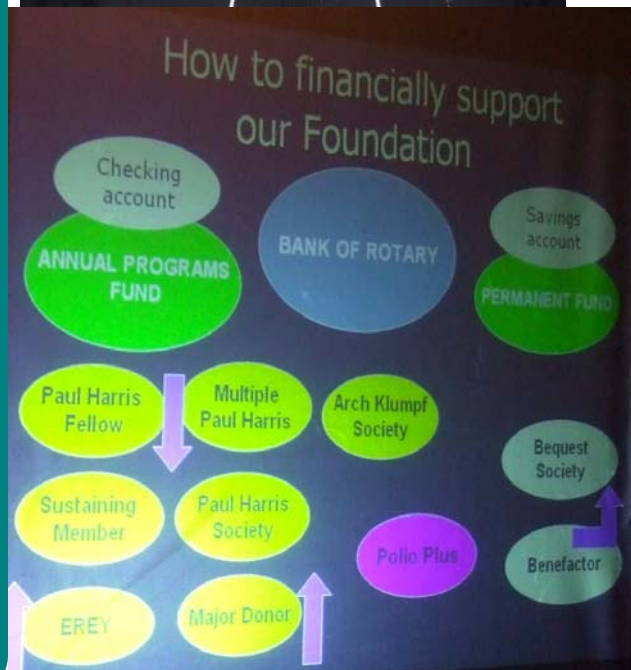 How to financially support
our Foundation
Checking
account
ANNUAL PROGRAMS
FUND
BANK OF ROTARY
Savings
account
PERMANENT FUND
Paul Harris
Fellow
Multiple
Paul Harris
Arch Klumpf
Society
Bequest
Society
Sustaining
Member
Paul Harris
Society
Polio Plus
Benefactor
EREY
Major Donor